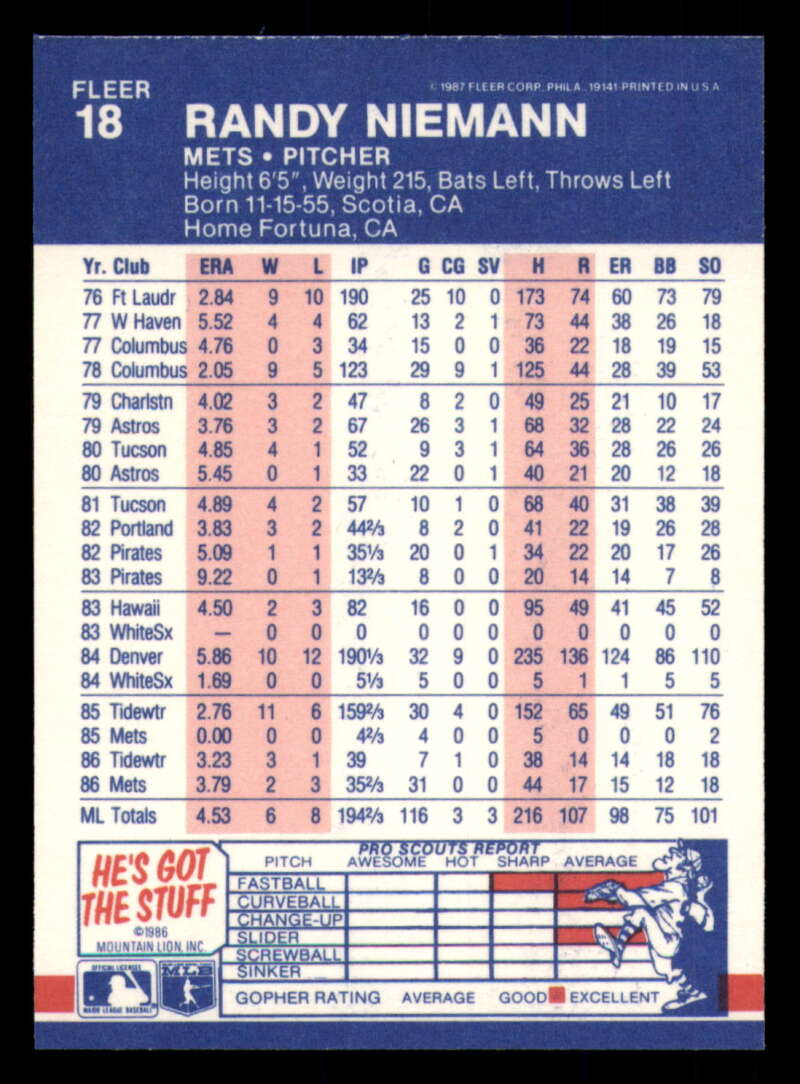 FLEER
18
© 1987 FLEER CORP. PHILA., 19141-PRINTED IN U S A
RANDY NIEMANN
METS • PITCHER
Height 6'5", Weight 215, Bats Left, Throws Left
Born 11-15-55, Scotia, CA
Home Fortuna, CA
Yr. Club ERA W L IP G CG SV H R ER BB SO
76 Ft Laudr 2.84 9 10 190 25 10 0 173 74 60 73 79
77 W Haven 5.52 4 4 62 13 2 1 73 44 38 26 18
77 Columbus 4.76 0 3 34 15 0 0 36 22 18 19 15
78 Columbus 2.05 9 5 123 29 9 1 125 44 28 39 53
79 Charlstn 4.02 3 2 47 8 2 0 49 25 21 10 17
79 Astros 3.76 3 2 67 26 3 1 68 32 28 22 24
80 Tucson 4.85 4 1 52 9 3 1 64 36 28 26 26
80 Astros 5.45 0 1 33 22 0 1 40 21 20 12 18
81 Tucson 4.89 4 2 57 10 1 0 68 40 31 38 39
82 Portland 3.83 3 2 44⅔ 8 2 0 41 22 19 26 28
82 Pirates 5.09 1 1 35⅓ 20 0 1 34 22 20 17 26
83 Pirates 9.22 0 1 13⅔ 8 0 0 20 14 14 7 8
83 Hawaii 4.50 2 3 82 16 0 0 95 49 41 45 52
83 WhiteSx — 0 0 0 0 0 0 0 0 0 0 0
84 Denver 5.86 10 12 190⅓ 32 9 0 235 136 124 86 110
84 WhiteSx 1.69 0 0 5⅓ 5 0 0 5 1 1 5 5
85 Tidewtr 2.76 11 6 159⅔ 30 4 0 152 65 49 51 76
85 Mets 0.00 0 0 4⅔ 4 0 0 5 0 0 0 2
86 Tidewtr 3.23 3 1 39 7 1 0 38 14 14 18 18
86 Mets 3.79 2 3 35⅔ 31 0 0 44 17 15 12 18
ML Totals 4.53 6 8 194⅔ 116 3 3 216 107 98 75 101
HE'S GOT
THE STUFF
©1986
MOUNTAIN LION, INC.
OFFICIAL LICENSEE
MAJOR LEAGUE BASEBALL
MLB
PRO SCOUTS REPORT
PITCH AWESOME HOT SHARP AVERAGE
FASTBALL
CURVEBALL
CHANGE-UP
SLIDER
SCREWBALL
SINKER
GOPHER RATING AVERAGE GOOD EXCELLENT